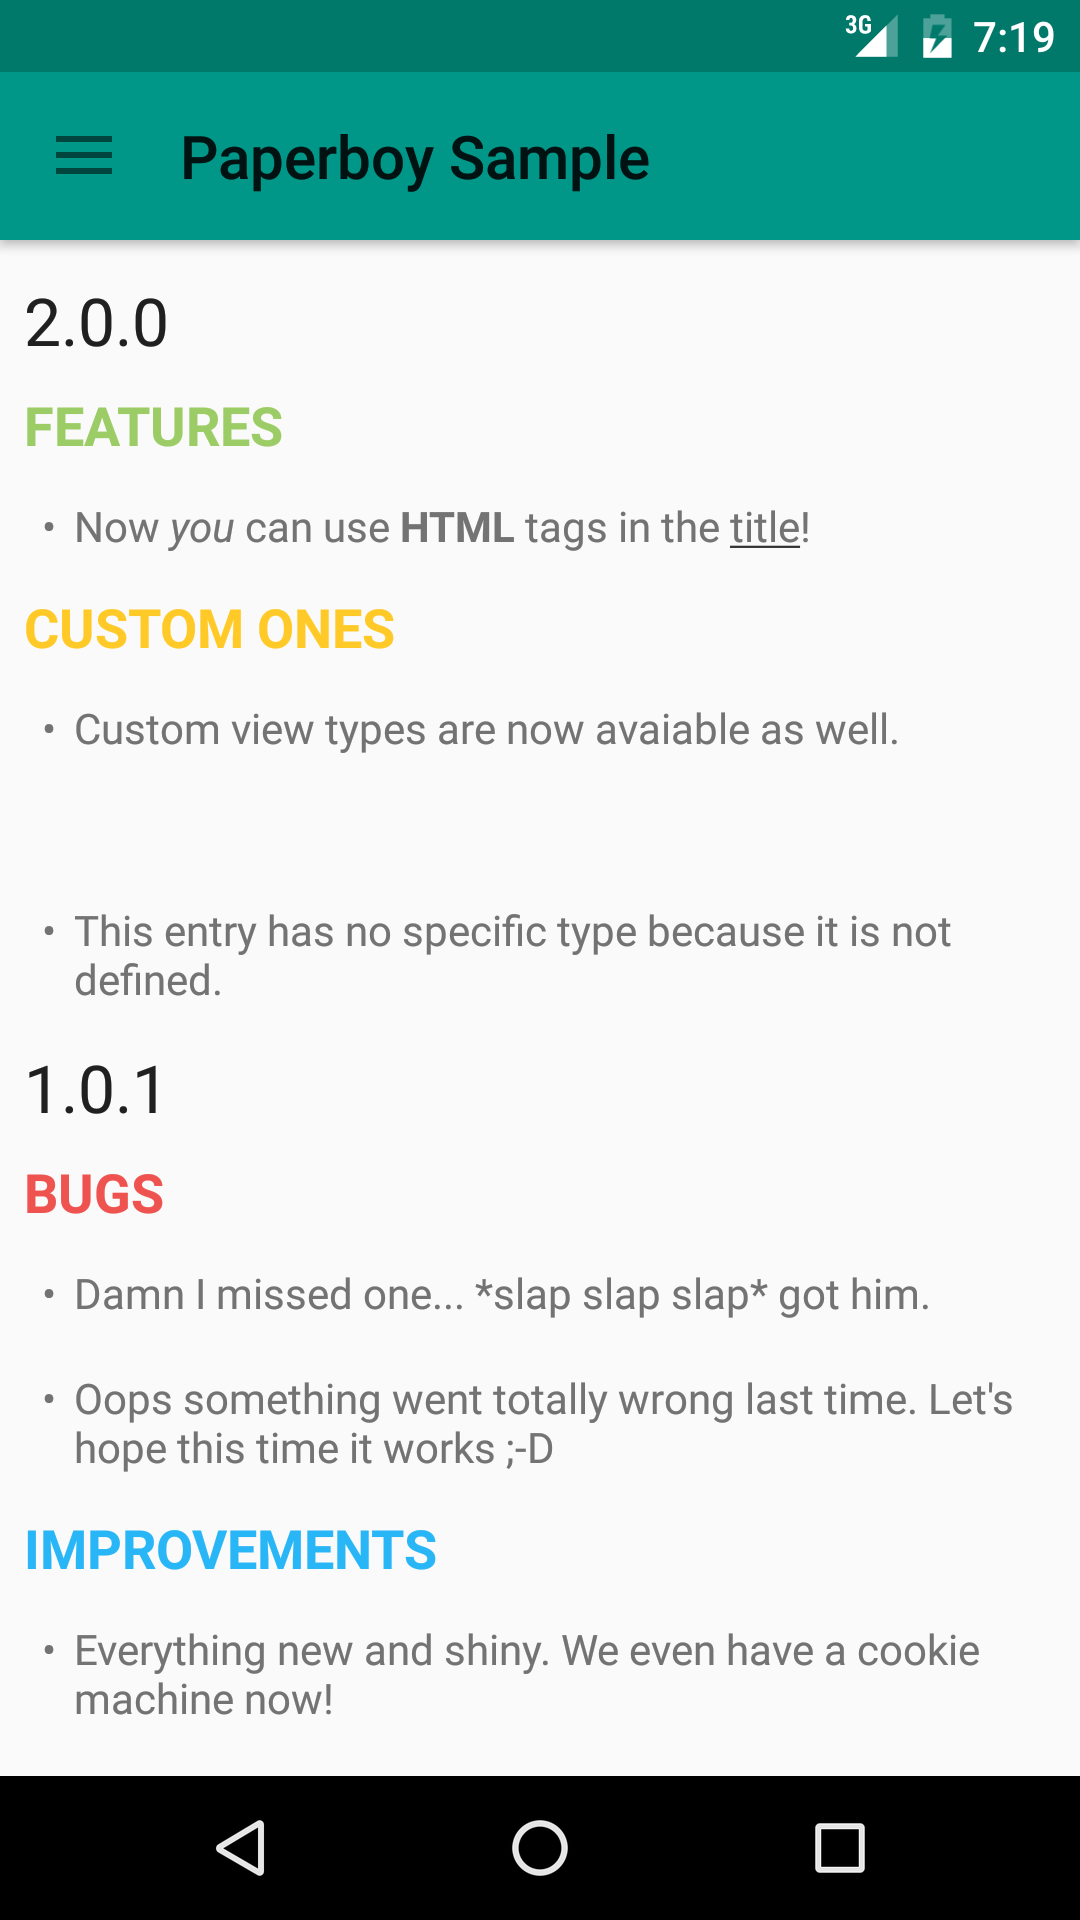 3G 7:19
Paperboy Sample
2.0.0
FEATURES
• Now you can use HTML tags in the title!
CUSTOM ONES
• Custom view types are now avaiable as well.
• This entry has no specific type because it is not
defined.
1.0.1
BUGS
• Damn I missed one... *slap slap slap* got him.
• Oops something went totally wrong last time. Let's
hope this time it works ;-D
IMPROVEMENTS
• Everything new and shiny. We even have a cookie
machine now!